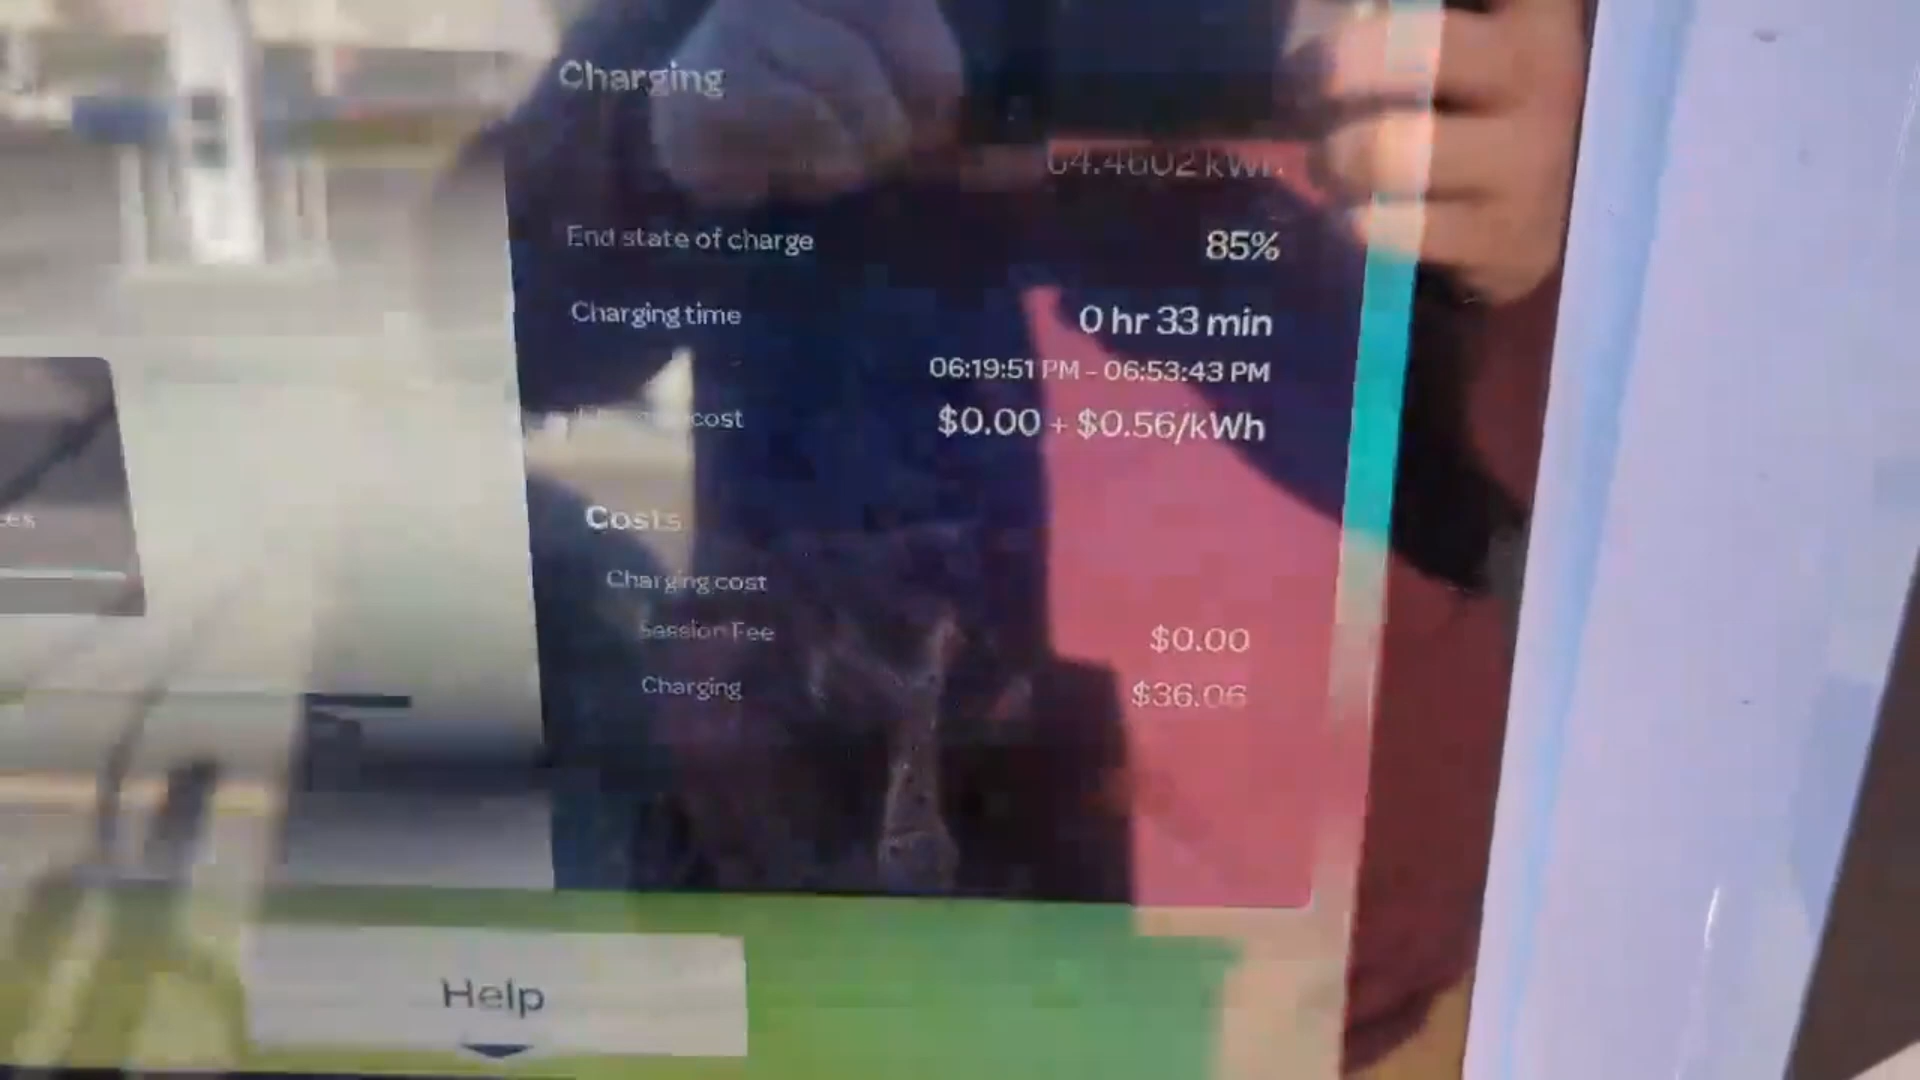 Charging
64.4602 kWh
End state of charge 85%
Charging time 0 hr 33 min
06:19:51 PM - 06:53:43 PM
cost $0.00 + $0.56/kWh
Costs
Charging cost
Session Fee $0.00
Charging $36.06
Help